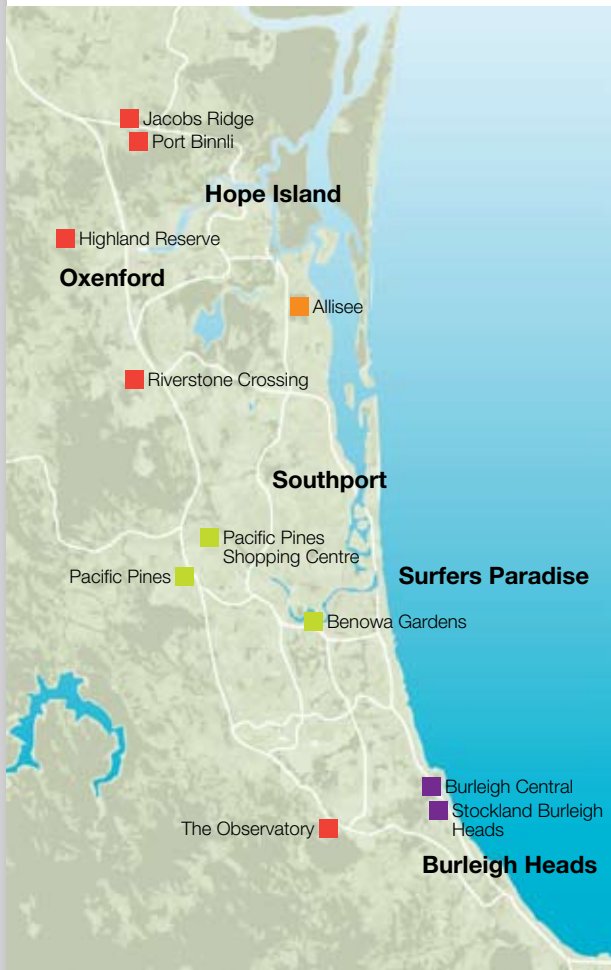 Jacobs Ridge
Port Binnli
Hope Island
Highland Reserve
Oxenford
Allisee
Riverstone Crossing
Southport
Pacific Pines
Shopping Centre
Pacific Pines
Surfers Paradise
Benowa Gardens
Burleigh Central
Stockland Burleigh
Heads
The Observatory
Burleigh Heads